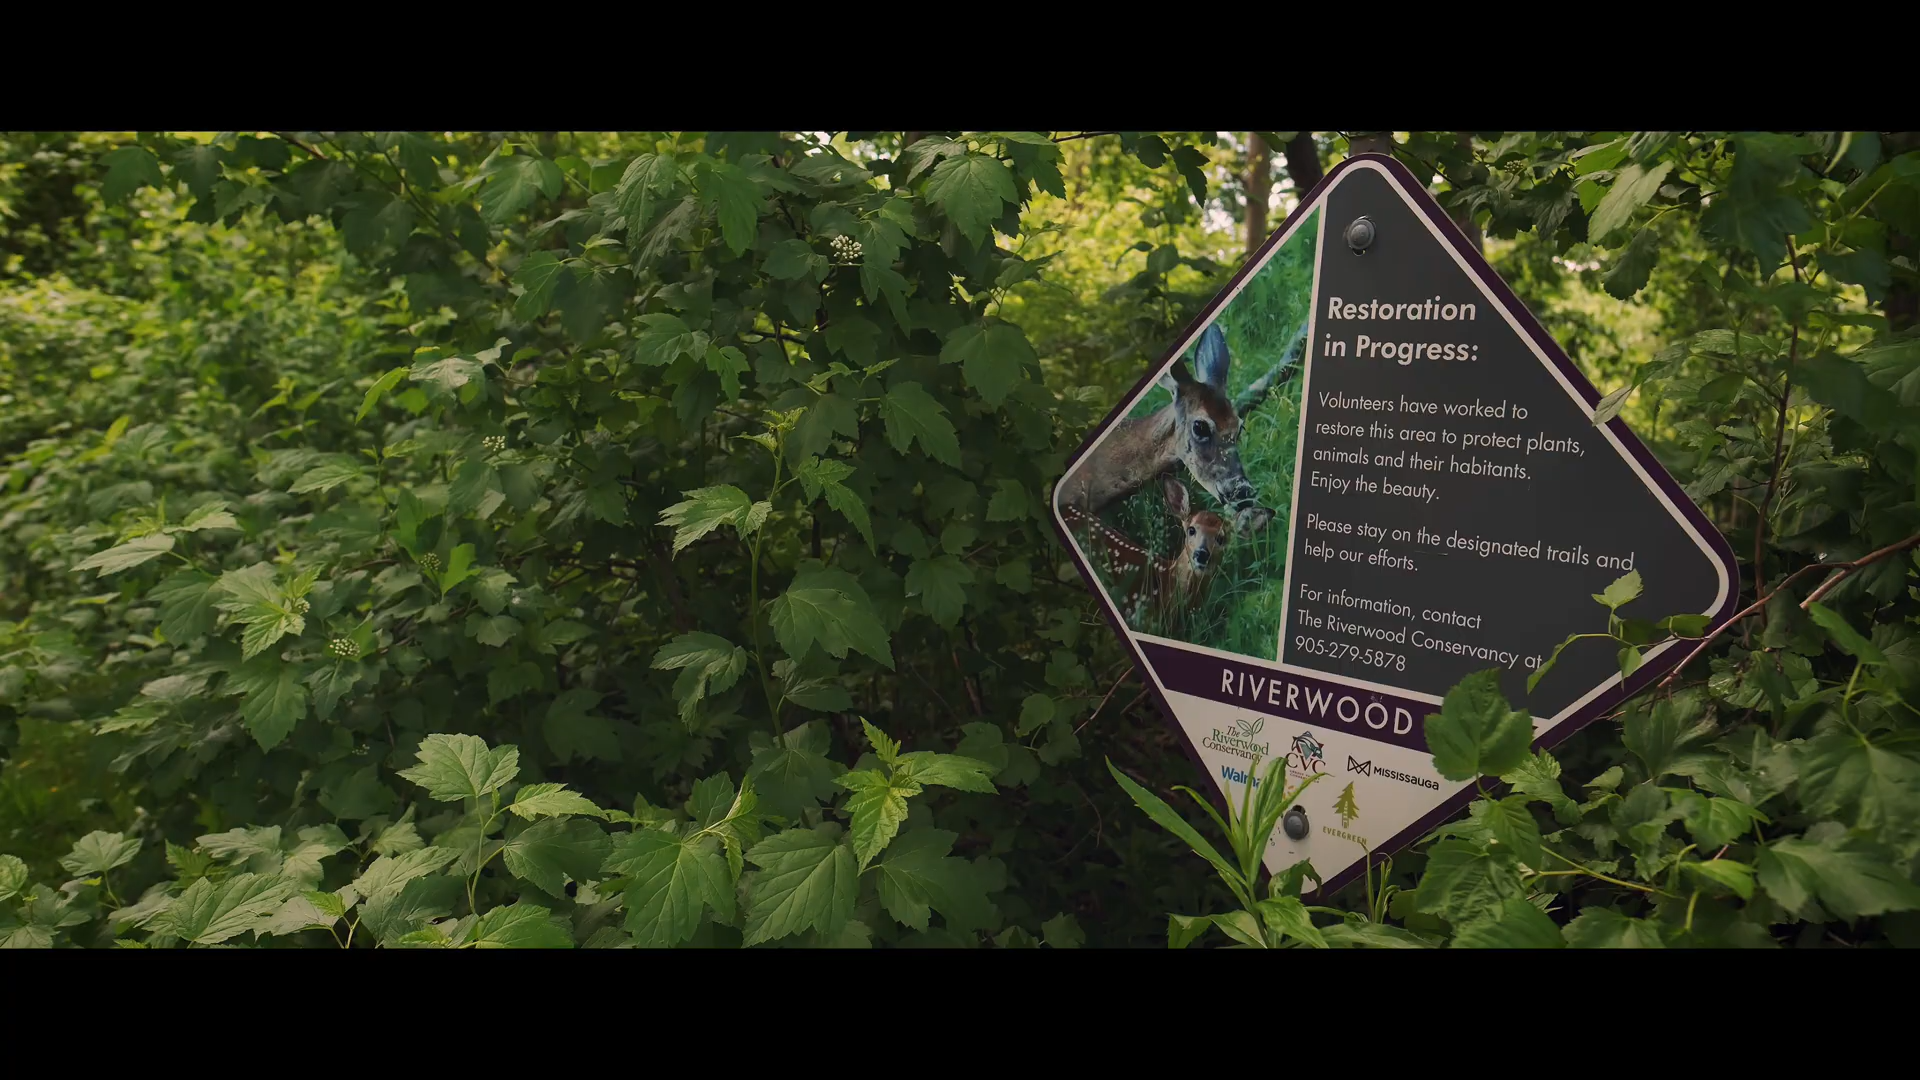 Restoration
in Progress:
Volunteers have worked to
restore this area to protect plants,
animals and their habitants.
Enjoy the beauty.
Please stay on the designated trails and
help our efforts.
For information, contact
The Riverwood Conservancy at
905-279-5878
RIVERWOOD
The
Riverwood
Conservancy
CVC
MISSISSAUGA
EVERGREEN